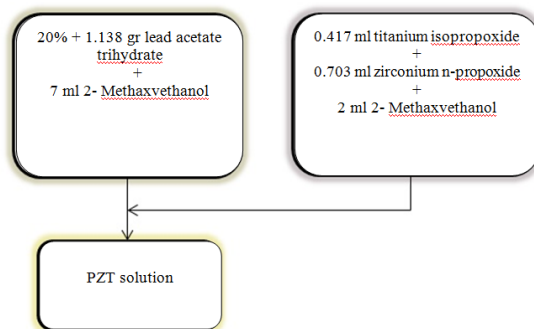 20% + 1.138 gr lead acetate
trihydrate
+
7 ml 2- Methaxvethanol
0.417 ml titanium isopropoxide
+
0.703 ml zirconium n-propoxide
+
2 ml 2- Methaxvethanol
PZT solution